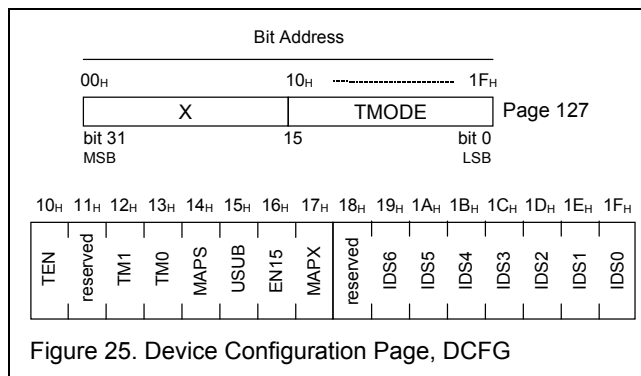 Bit Address
00H 10H 1FH
X TMODE Page 127
bit 31 15 bit 0
MSB LSB
10H 11H 12H 13H 14H 15H 16H 17H 18H 19H 1AH 1BH 1CH 1DH 1EH 1FH
TEN reserved TM1 TM0 MAPS USUB EN15 MAPX reserved IDS6 IDS5 IDS4 IDS3 IDS2 IDS1 IDS0
Figure 25. Device Configuration Page, DCFG